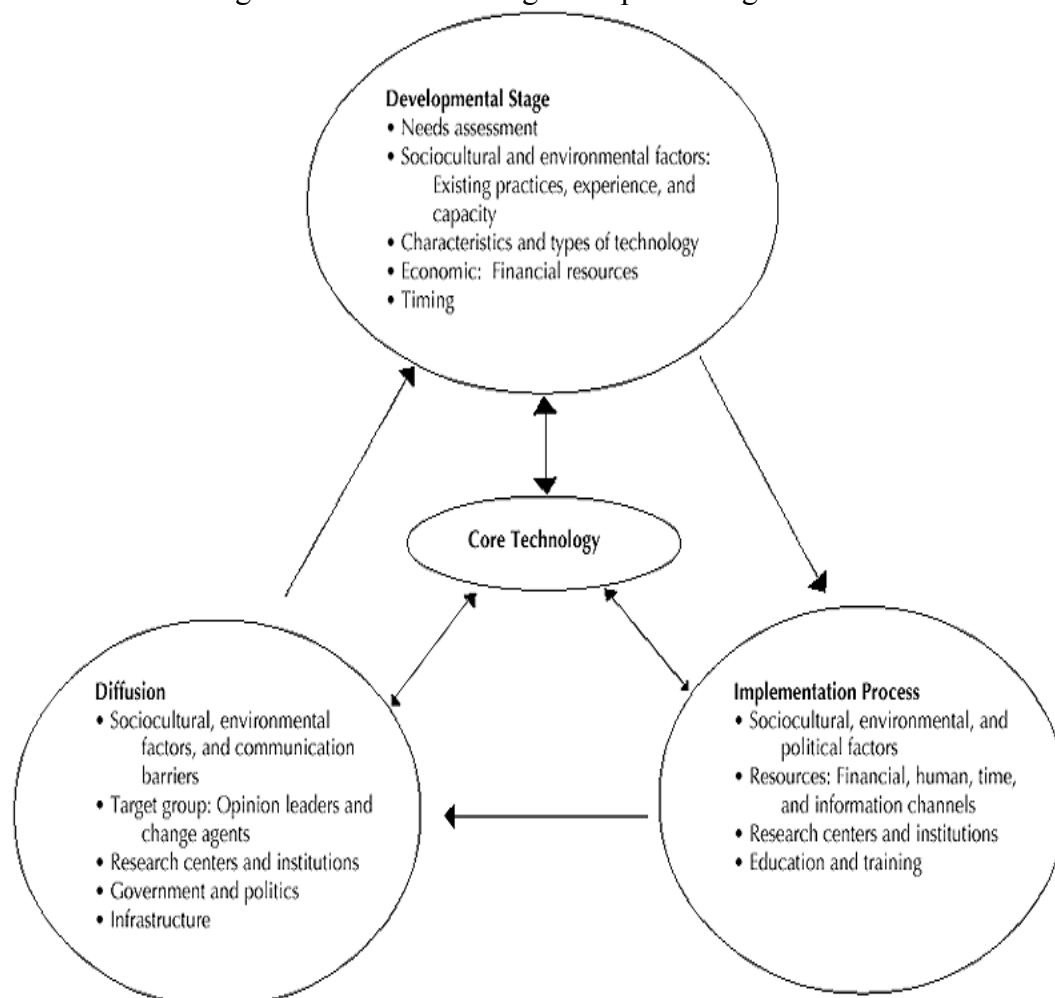 Developmental Stage
• Needs assessment
• Sociocultural and environmental factors:
Existing practices, experience, and
capacity
• Characteristics and types of technology
• Economic: Financial resources
• Timing
Core Technology
Diffusion
• Sociocultural, environmental
factors, and communication
barriers
• Target group: Opinion leaders and
change agents
• Research centers and institutions
• Government and politics
• Infrastructure
Implementation Process
• Sociocultural, environmental, and
political factors
• Resources: Financial, human, time,
and information channels
• Research centers and institutions
• Education and training